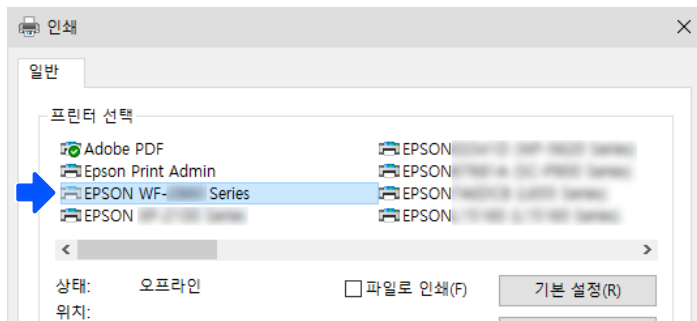 인쇄
일반
프린터 선택
Adobe PDF
Epson Print Admin
EPSON WF- Series
EPSON
EPSON
EPSON
EPSON
EPSON
상태: 오프라인
파일로 인쇄(F)
기본 설정(R)
위치: